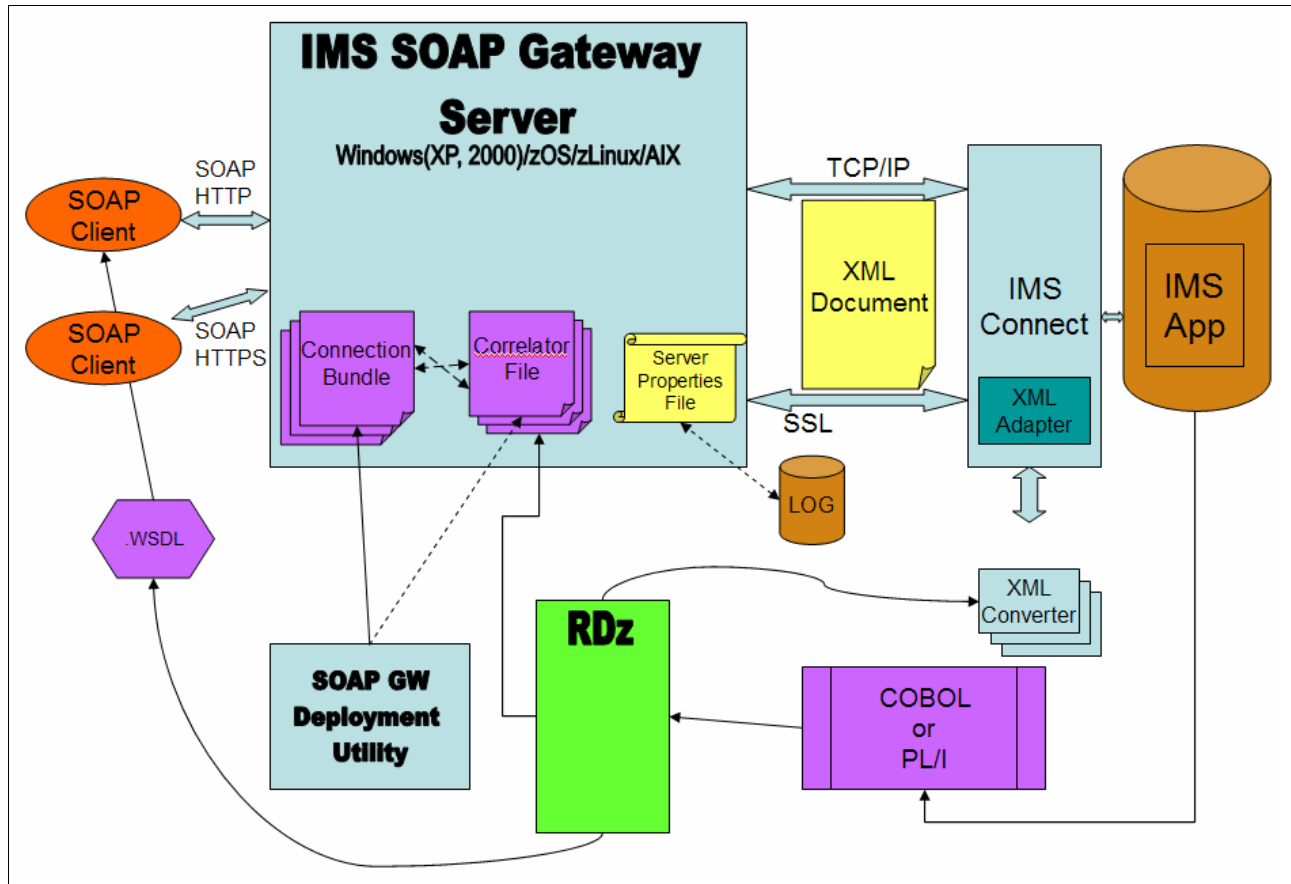 IMS SOAP Gateway
Server
Windows(XP, 2000)/zOS/zLinux/AIX
SOAP
HTTP
SOAP
Client
SOAP
HTTPS
SOAP
Client
Connection
Bundle
Correlator
File
Server
Properties
File
TCP/IP
XML
Document
SSL
IMS
Connect
XML
Adapter
IMS
App
LOG
.WSDL
SOAP GW
Deployment
Utility
RDz
XML
Converter
COBOL
or
PL/I